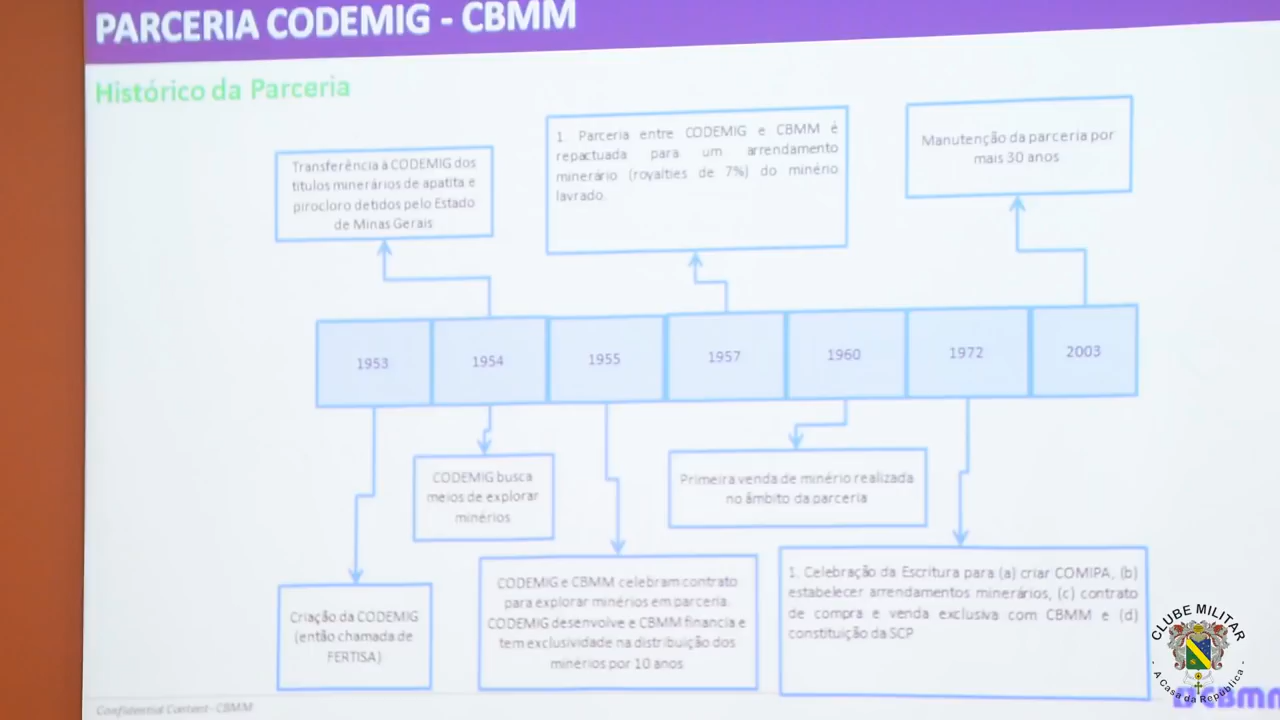 PARCERIA CODEMIG - CBMM
Histórico da Parceria
Transferência à CODEMIG dos
títulos minerários de apatita e
pirocloro detidos pelo Estado
de Minas Gerais
1. Parceria entre CODEMIG e CBMM é
repactuada para um arrendamento
minerário (royalties de 7%) do minério
lavrado.
Manutenção da parceria por
mais 30 anos
1953
1954
1955
1957
1960
1972
2003
CODEMIG busca
meios de explorar
minérios
Primeira venda de minério realizada
no âmbito da parceria
Criação da CODEMIG
(então chamada de
FERTISA)
CODEMIG e CBMM celebram contrato
para explorar minérios em parceria.
CODEMIG desenvolve e CBMM financia e
tem exclusividade na distribuição dos
minérios por 10 anos
1. Celebração da Escritura para (a) criar COMIPA, (b)
estabelecer arrendamentos minerários, (c) contrato
de compra e venda exclusiva com CBMM e (d)
constituição da SCP
CLUBE MILITAR
- A Casa da República -
CBMM
Confidential Content - CBMM